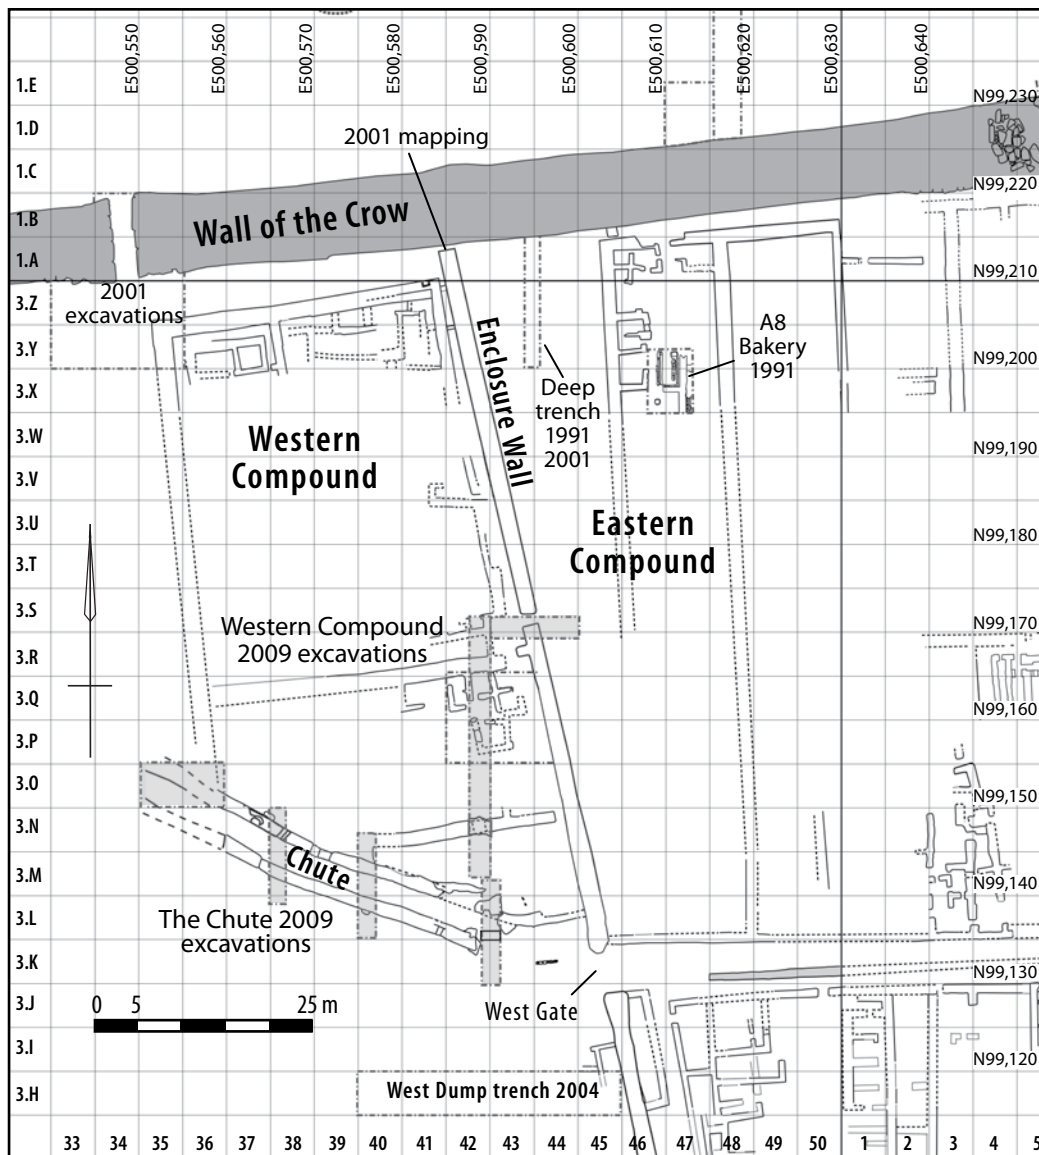 E500,550
E500,560
E500,570
E500,580
E500,590
E500,600
E500,610
E500,620
E500,630
E500,640
1.E
N99,230
1.D
2001 mapping
1.C
N99,220
Wall of the Crow
1.B
1.A
N99,210
2001
excavations
3.Z
Enclosure Wall
A8
Bakery
1991
3.Y
N99,200
Deep
trench
1991
2001
3.X
Western
Compound
3.W
N99,190
3.V
Eastern
Compound
3.U
N99,180
3.T
3.S
Western Compound
2009 excavations
N99,170
3.R
3.Q
N99,160
3.P
3.O
N99,150
3.N
Chute
3.M
N99,140
The Chute 2009
excavations
3.L
3.K
N99,130
West Gate
3.J
0 5 25 m
3.I
N99,120
West Dump trench 2004
3.H
33 34 35 36 37 38 39 40 41 42 43 44 45 46 47 48 49 50 1 2 3 4 5